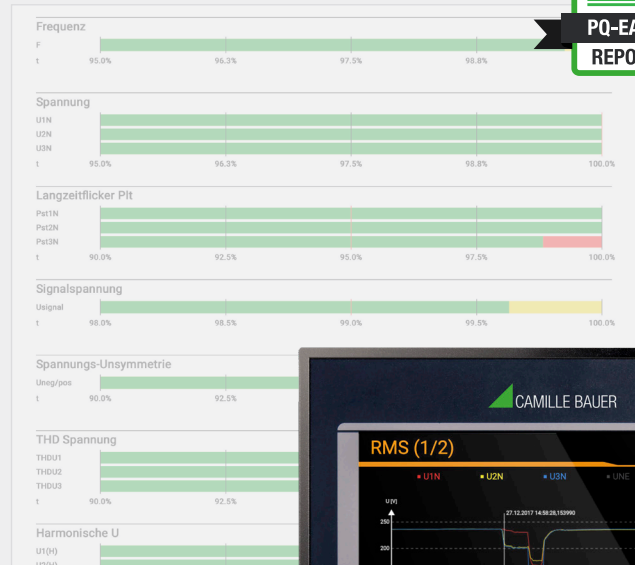 Frequenz
PQ-EA
REPO
F
t 95.0% 96.3% 97.5% 98.8%
Spannung
U1N
U2N
U3N
t 95.0% 96.3% 97.5% 98.8% 100.0%
Langzeitflicker Plt
Pst1N
Pst2N
Pst3N
t 90.0% 92.5% 95.0% 97.5% 100.0%
Signalspannung
Usignal
t 98.0% 98.5% 99.0% 99.5% 100.0%
Spannungs-Unsymmetrie
Uneg/pos
t 90.0% 92.5%
CAMILLE BAUER
THD Spannung
THDU1
THDU2
THDU3
t 90.0% 92.5%
RMS (1/2)
U1N U2N U3N UNE
U [V]
27.12.2017 14:58:28,153990
250
200
Harmonische U
U1(H)
U2(H)